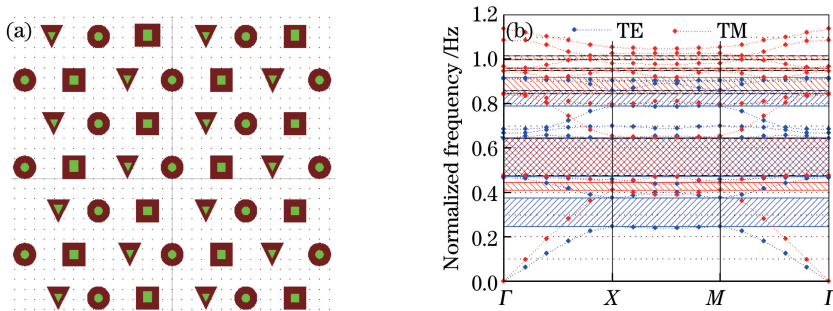 (a)
(b)
TE
TM
Normalized frequency /Hz
1.2
1.0
0.8
0.6
0.4
0.2
0.0
Γ
X
M
Γ